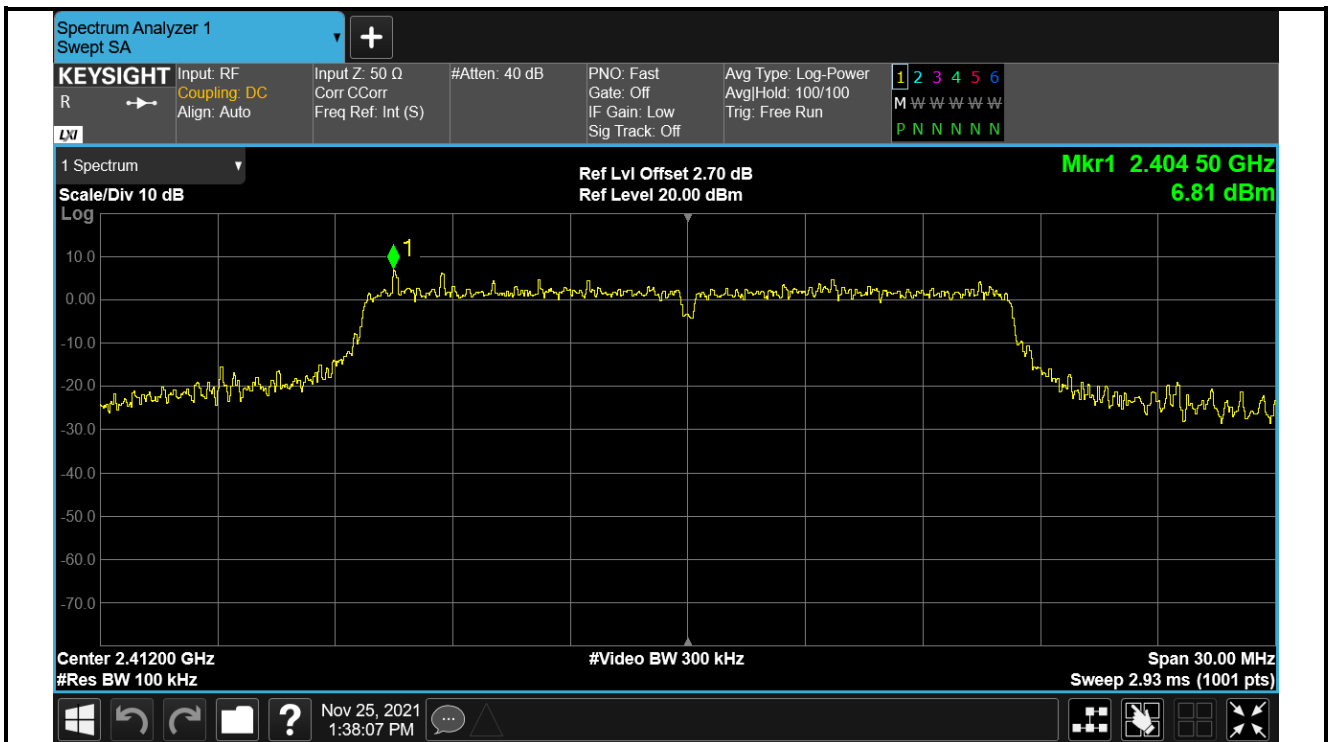 Spectrum Analyzer 1
Swept SA
+
KEYSIGHT
R
LXI
Input: RF
Coupling: DC
Align: Auto
Input Z: 50 Ω
Corr CCorr
Freq Ref: Int (S)
#Atten: 40 dB
PNO: Fast
Gate: Off
IF Gain: Low
Sig Track: Off
Avg Type: Log-Power
Avg|Hold: 100/100
Trig: Free Run
1 2 3 4 5 6
M W W W W W
P N N N N N
1 Spectrum
Scale/Div 10 dB
Log
Ref Lvl Offset 2.70 dB
Ref Level 20.00 dBm
Mkr1 2.404 50 GHz
6.81 dBm
1
10.0
0.00
-10.0
-20.0
-30.0
-40.0
-50.0
-60.0
-70.0
Center 2.41200 GHz
#Res BW 100 kHz
#Video BW 300 kHz
Span 30.00 MHz
Sweep 2.93 ms (1001 pts)
?
Nov 25, 2021
1:38:07 PM